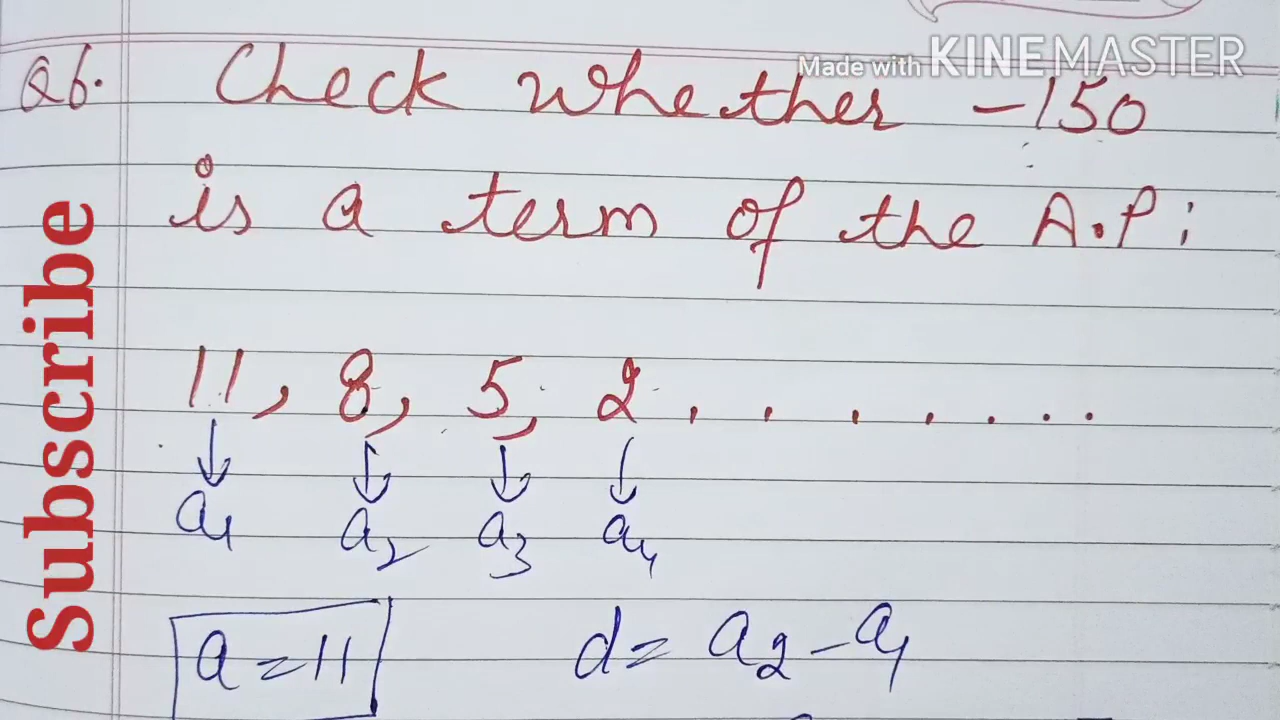 Made with KINEMASTER
Q6. Check whether -150
is a term of the A.P:
11, 8, 5, 2 . . . . . . . .
a1 a2 a3 a4
a = 11 d = a2 - a1
Subscribe